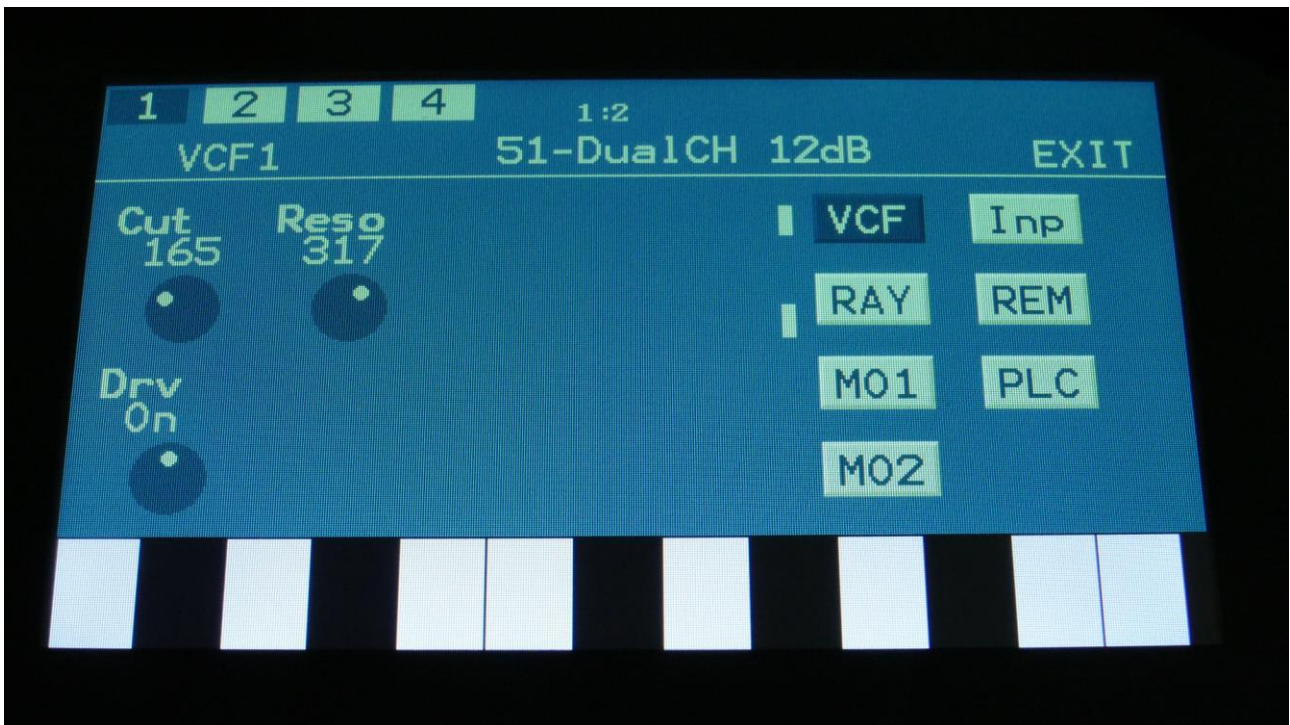 1 2 3 4 1:2
VCF1 51-DualCH 12dB EXIT
Cut Reso VCF Inp
165 317
RAY REM
Drv MO1 PLC
On
MO2